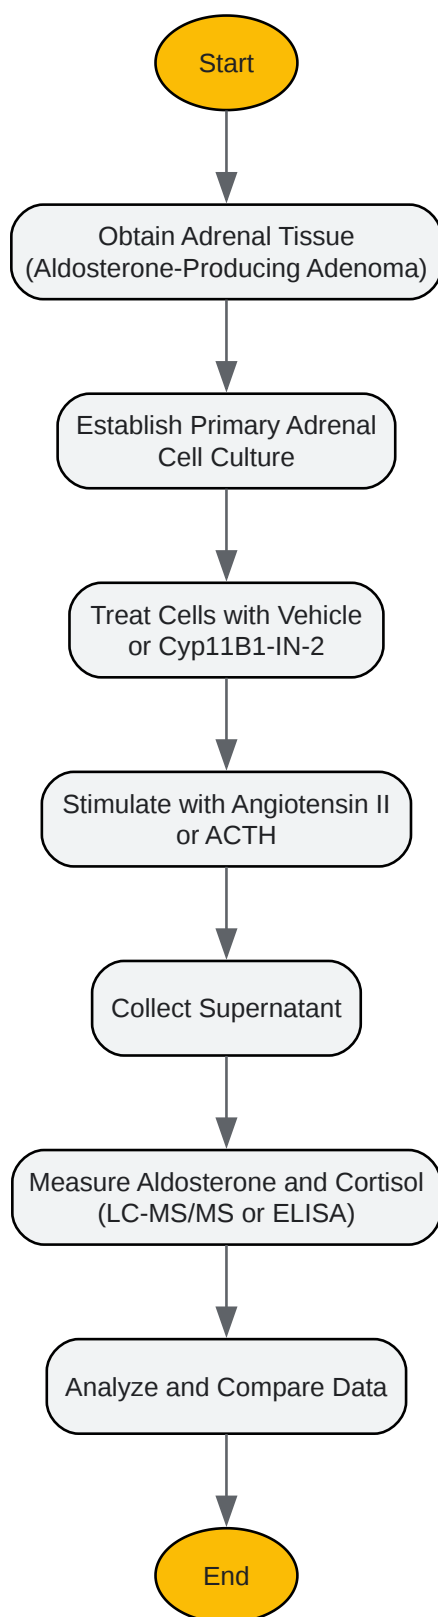 Start
Obtain Adrenal Tissue
(Aldosterone-Producing Adenoma)
Establish Primary Adrenal
Cell Culture
Treat Cells with Vehicle
or Cyp11B1-IN-2
Stimulate with Angiotensin II
or ACTH
Collect Supernatant
Measure Aldosterone and Cortisol
(LC-MS/MS or ELISA)
Analyze and Compare Data
End